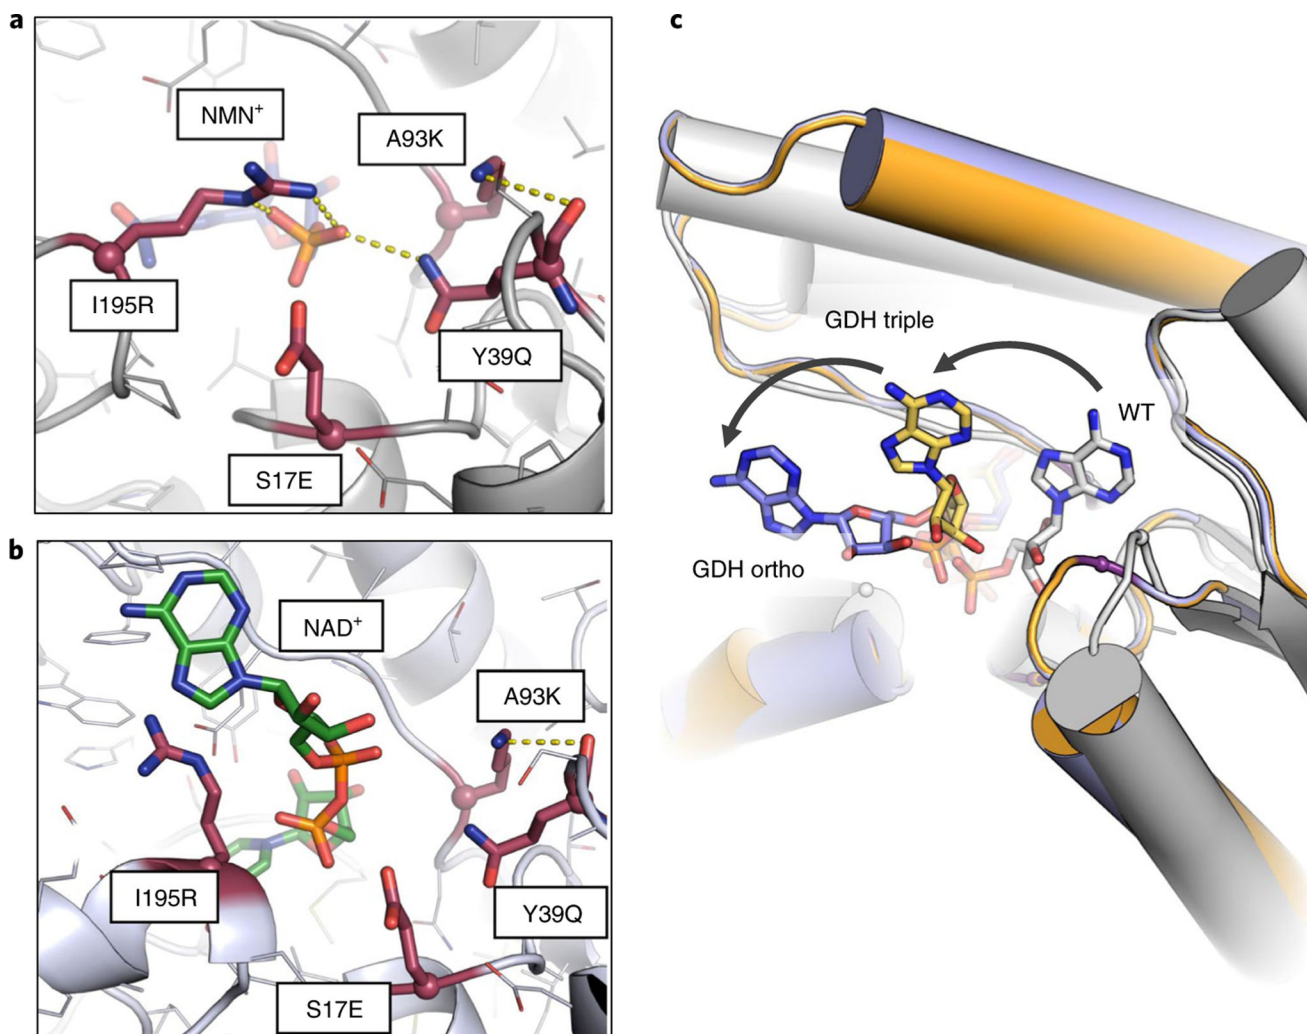 a
NMN+
A93K
I195R
Y39Q
S17E
b
NAD+
A93K
I195R
Y39Q
S17E
c
GDH triple
WT
GDH ortho